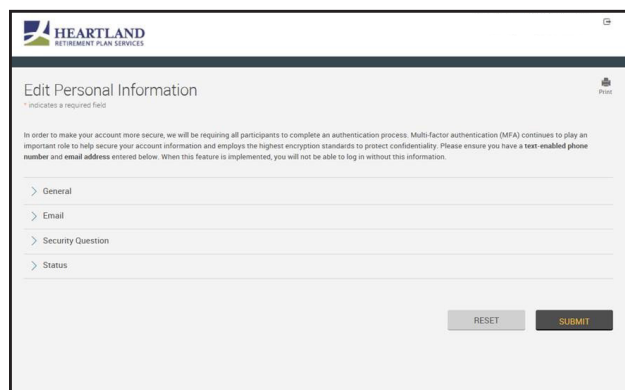 HEARTLAND
RETIREMENT PLAN SERVICES
Edit Personal Information
Print
* indicates a required field
In order to make your account more secure, we will be requiring all participants to complete an authentication process. Multi-factor authentication (MFA) continues to play an
important role to help secure your account information and employs the highest encryption standards to protect confidentiality. Please ensure you have a text-enabled phone
number and email address entered below. When this feature is implemented, you will not be able to log in without this information.
General
Email
Security Question
Status
RESET
SUBMIT